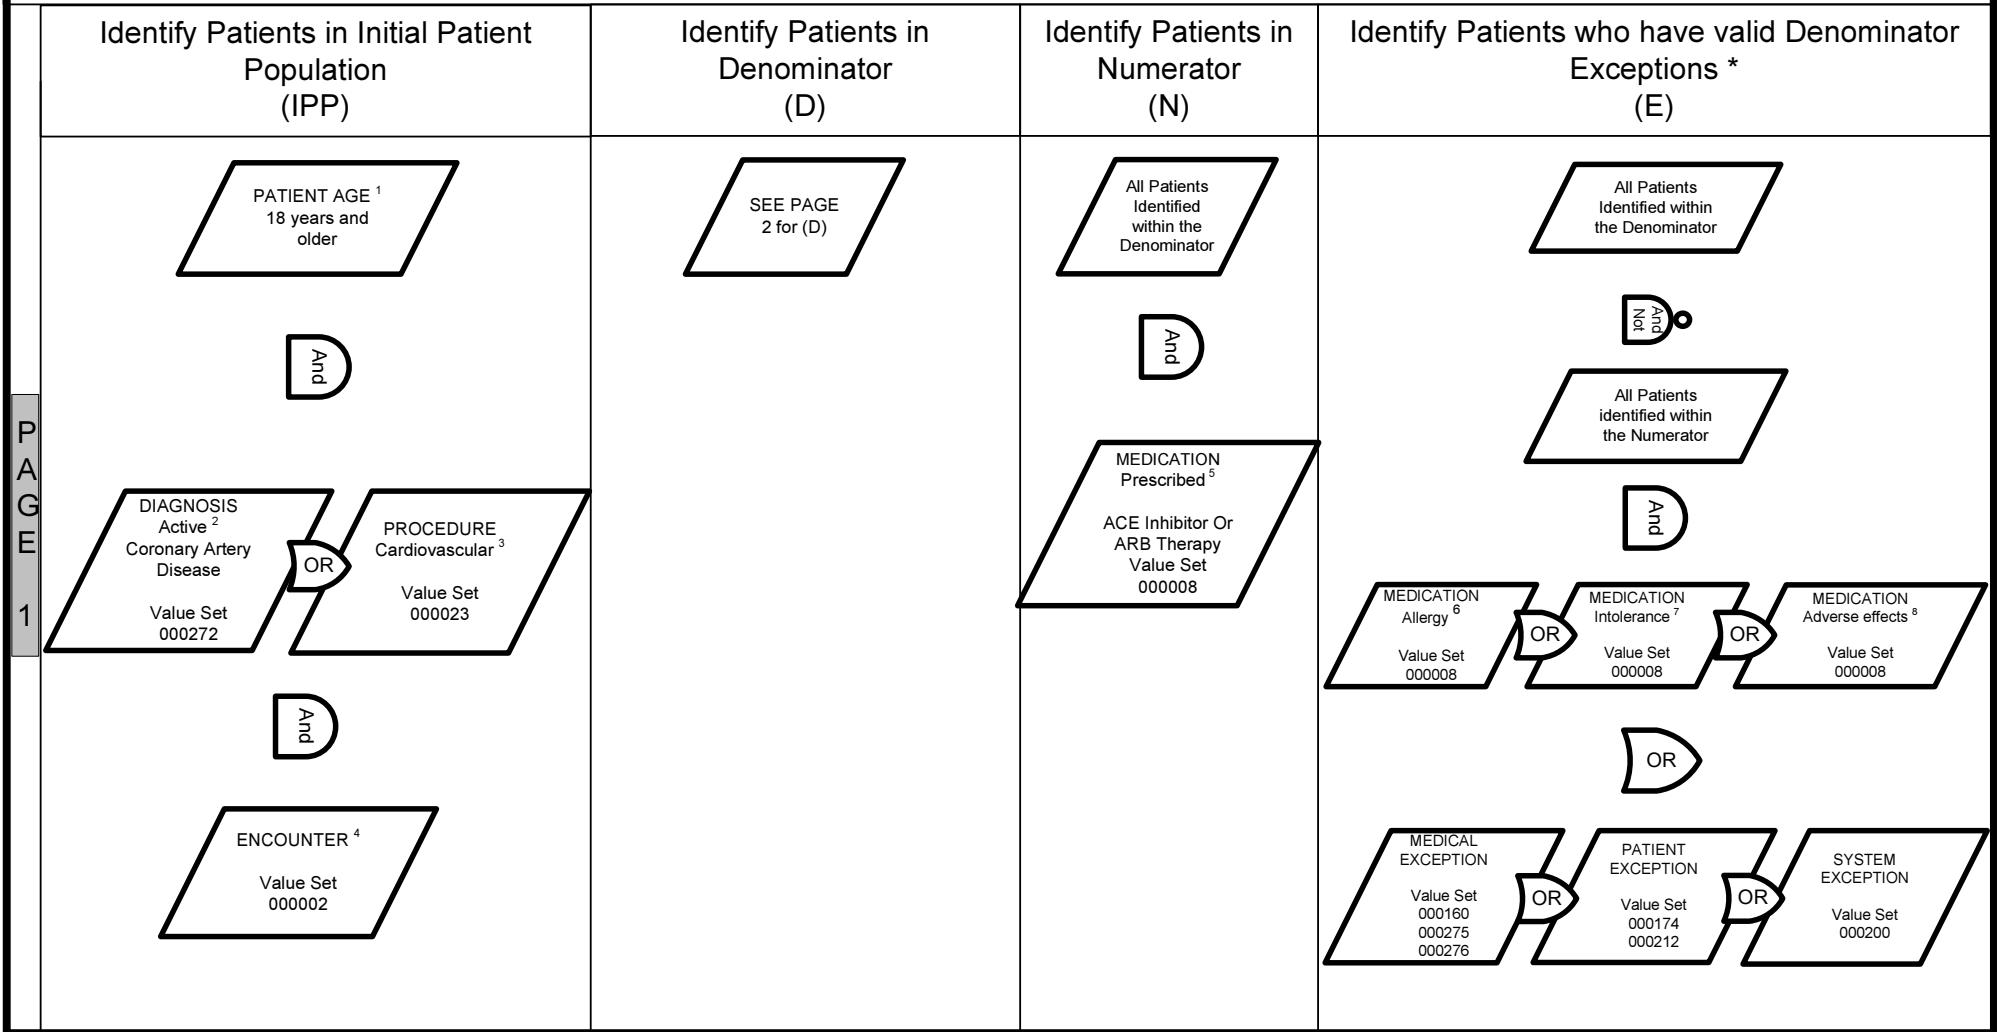 Identify Patients in Initial Patient
Population
(IPP)
Identify Patients in
Denominator
(D)
Identify Patients in
Numerator
(N)
Identify Patients who have valid Denominator
Exceptions *
(E)
P
A
G
E
1
PATIENT AGE 1
18 years and
older
And
DIAGNOSIS
Active 2
Coronary Artery
Disease
Value Set
000272
OR
PROCEDURE
Cardiovascular 3
Value Set
000023
And
ENCOUNTER 4
Value Set
000002
SEE PAGE
2 for (D)
All Patients
Identified
within the
Denominator
And
MEDICATION
Prescribed 5
ACE Inhibitor Or
ARB Therapy
Value Set
000008
All Patients
Identified within
the Denominator
And
Not
All Patients
identified within
the Numerator
And
MEDICATION
Allergy 6
Value Set
000008
OR
MEDICATION
Intolerance 7
Value Set
000008
OR
MEDICATION
Adverse effects 8
Value Set
000008
OR
MEDICAL
EXCEPTION
Value Set
000160
000275
000276
OR
PATIENT
EXCEPTION
Value Set
000174
000212
OR
SYSTEM
EXCEPTION
Value Set
000200